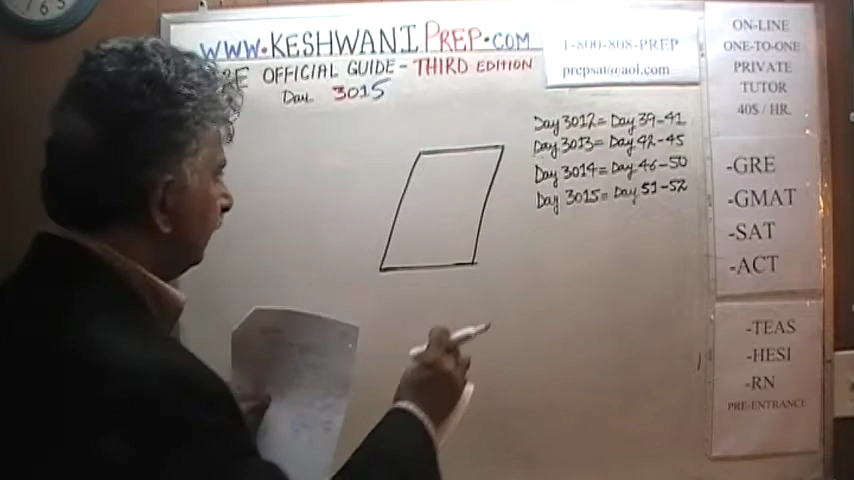 WWW.KESHWANIPREP.COM
OFFICIAL GUIDE - THIRD EDITION
Day 3015
1-800-808-PREP
prepsat@aol.com
Day 3012 = Day 39-41
Day 3013 = Day 42-45
Day 3014 = Day 46-50
Day 3015 = Day 51-52
ON-LINE
ONE-TO-ONE
PRIVATE
TUTOR
40$ / HR.
-GRE
-GMAT
-SAT
-ACT
-TEAS
-HESI
-RN
PRE-ENTRANCE